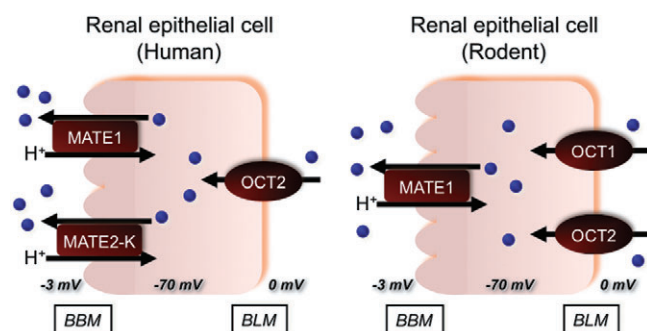 Renal epithelial cell
(Human)
MATE1
H+
OCT2
MATE2-K
H+
-3 mV -70 mV 0 mV
BBM BLM
Renal epithelial cell
(Rodent)
OCT1
MATE1
H+
OCT2
-3 mV -70 mV 0 mV
BBM BLM